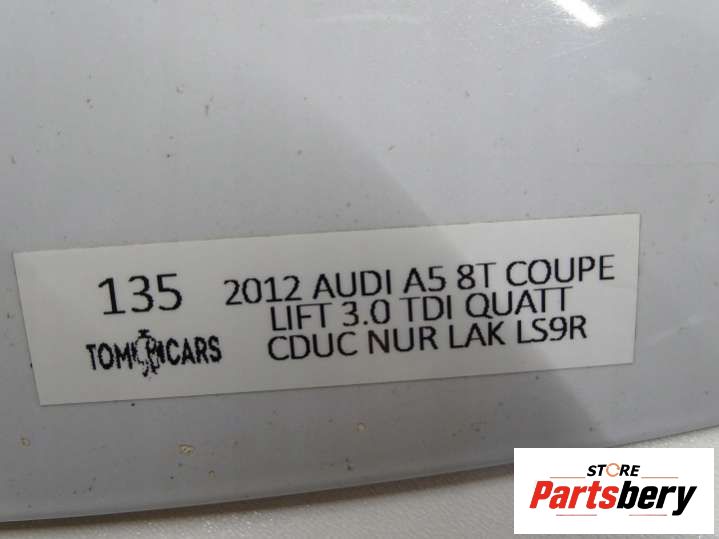 135
TOM CARS
2012 AUDI A5 8T COUPE
LIFT 3.0 TDI QUATT
CDUC NUR LAK LS9R
STORE
Partsbery